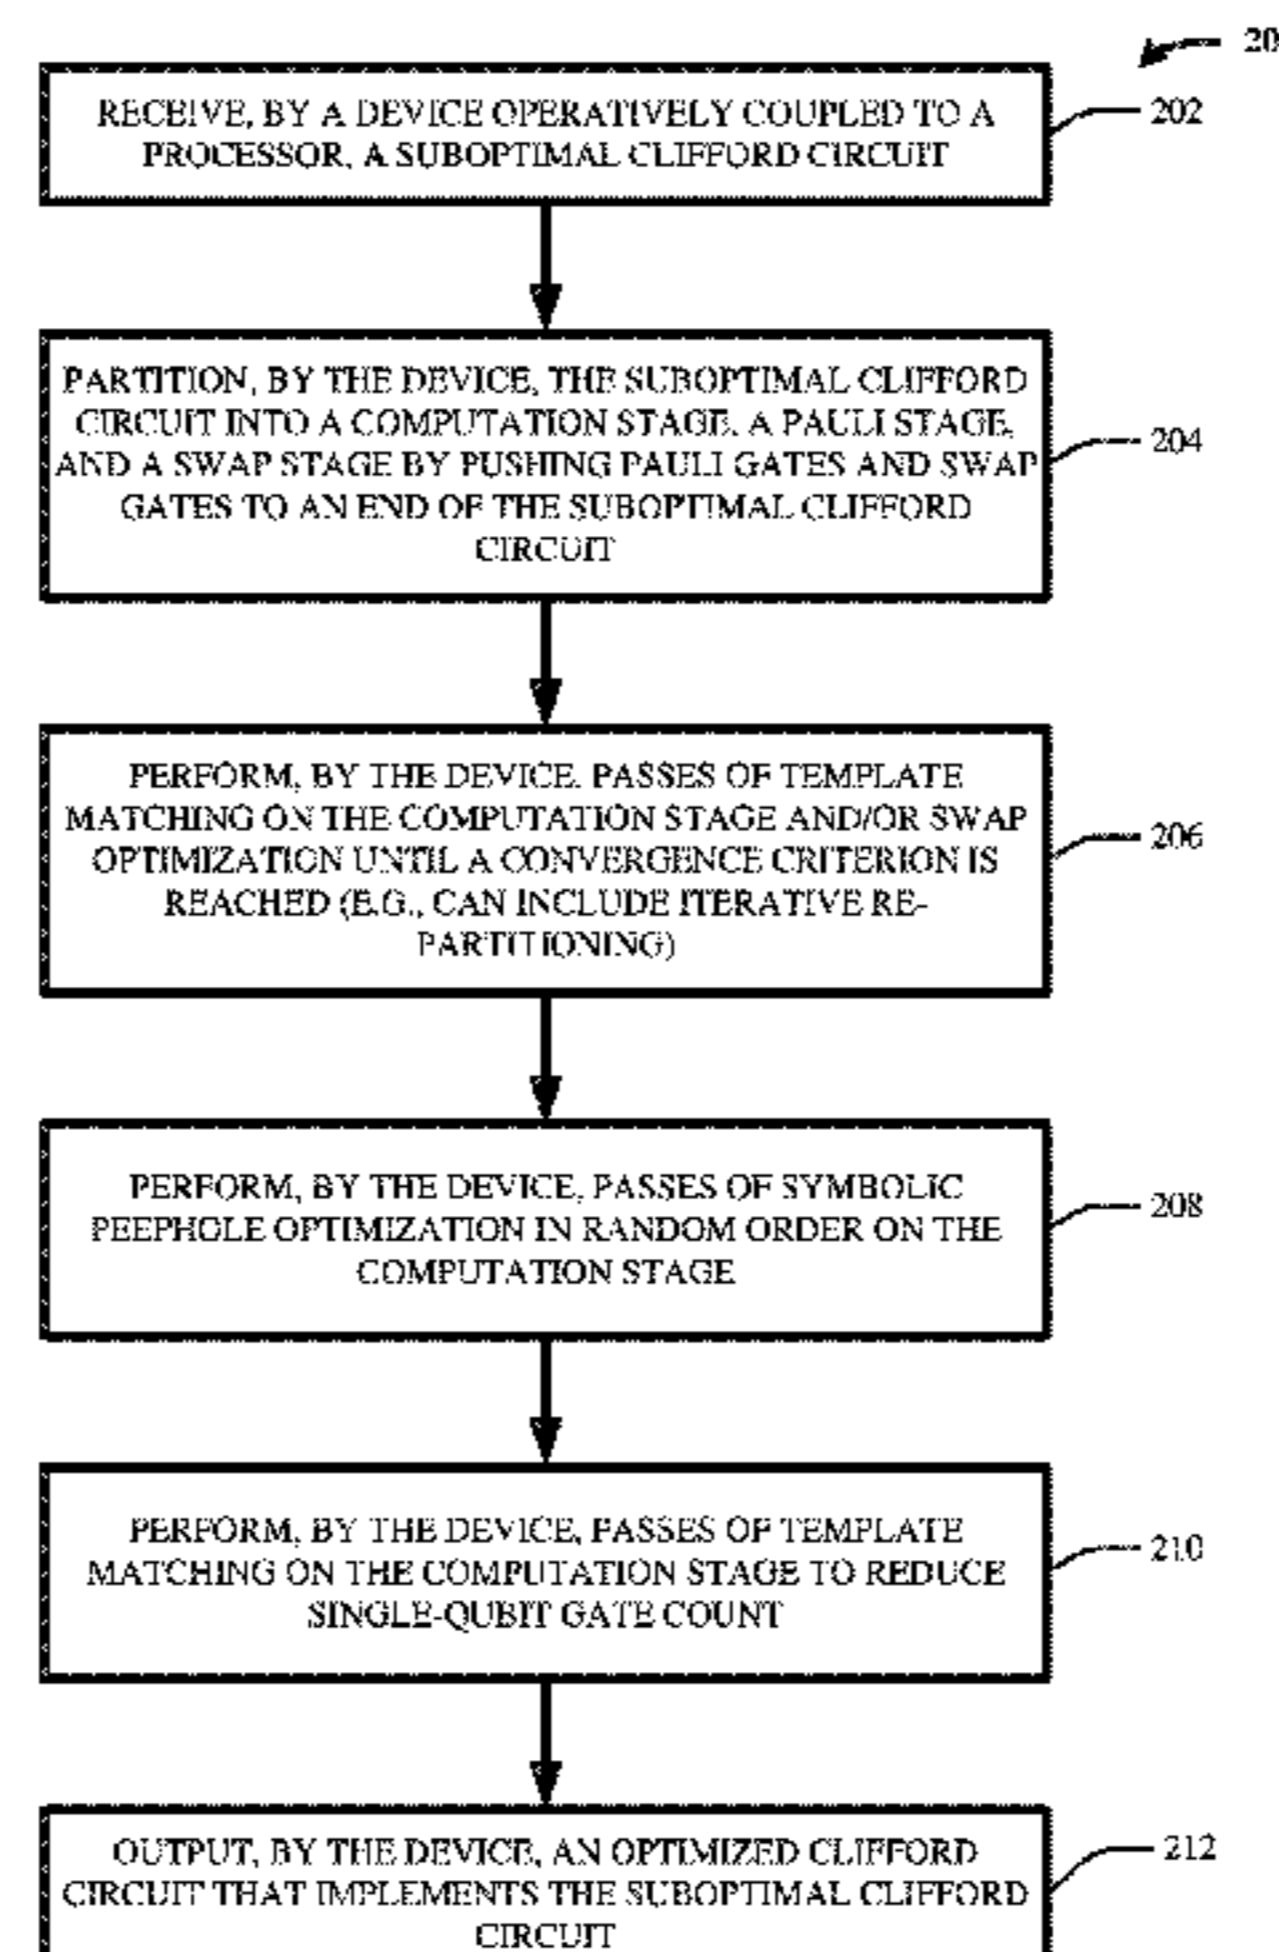 20
RECEIVE, BY A DEVICE OPERATIVELY COUPLED TO A
PROCESSOR, A SUBOPTIMAL CLIFFORD CIRCUIT
202
PARTITION, BY THE DEVICE, THE SUBOPTIMAL CLIFFORD
CIRCUIT INTO A COMPUTATION STAGE, A PAULI STAGE,
AND A SWAP STAGE BY PUSHING PAULI GATES AND SWAP
GATES TO AN END OF THE SUBOPTIMAL CLIFFORD
CIRCUIT
204
PERFORM, BY THE DEVICE, PASSES OF TEMPLATE
MATCHING ON THE COMPUTATION STAGE AND/OR SWAP
OPTIMIZATION UNTIL A CONVERGENCE CRITERION IS
REACHED (E.G., CAN INCLUDE ITERATIVE RE-
PARTITIONING)
206
PERFORM, BY THE DEVICE, PASSES OF SYMBOLIC
PEEPHOLE OPTIMIZATION IN RANDOM ORDER ON THE
COMPUTATION STAGE
208
PERFORM, BY THE DEVICE, PASSES OF TEMPLATE
MATCHING ON THE COMPUTATION STAGE TO REDUCE
SINGLE-QUBIT GATE COUNT
210
OUTPUT, BY THE DEVICE, AN OPTIMIZED CLIFFORD
CIRCUIT THAT IMPLEMENTS THE SUBOPTIMAL CLIFFORD
CIRCUIT
212